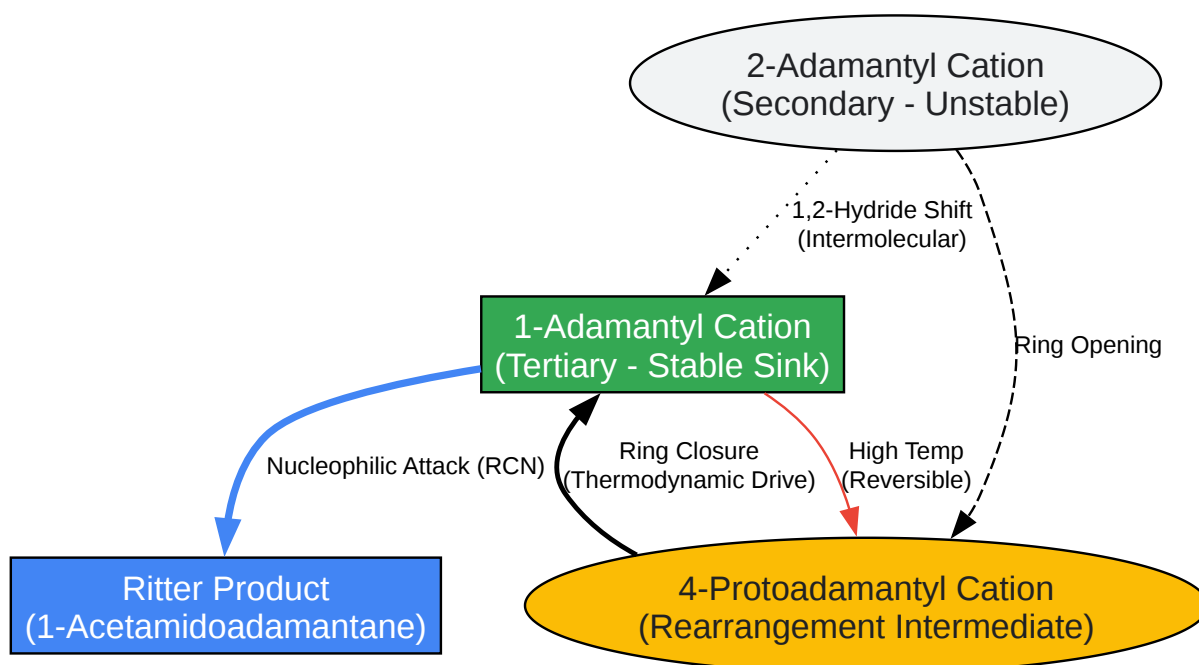 2-Adamantyl Cation
(Secondary - Unstable)
1,2-Hydride Shift
(Intermolecular)
1-Adamantyl Cation
(Tertiary - Stable Sink)
Ring Opening
Nucleophilic Attack (RCN)
Ring Closure
(Thermodynamic Drive)
High Temp
(Reversible)
Ritter Product
(1-Acetamidoadamantane)
4-Protoadamantyl Cation
(Rearrangement Intermediate)